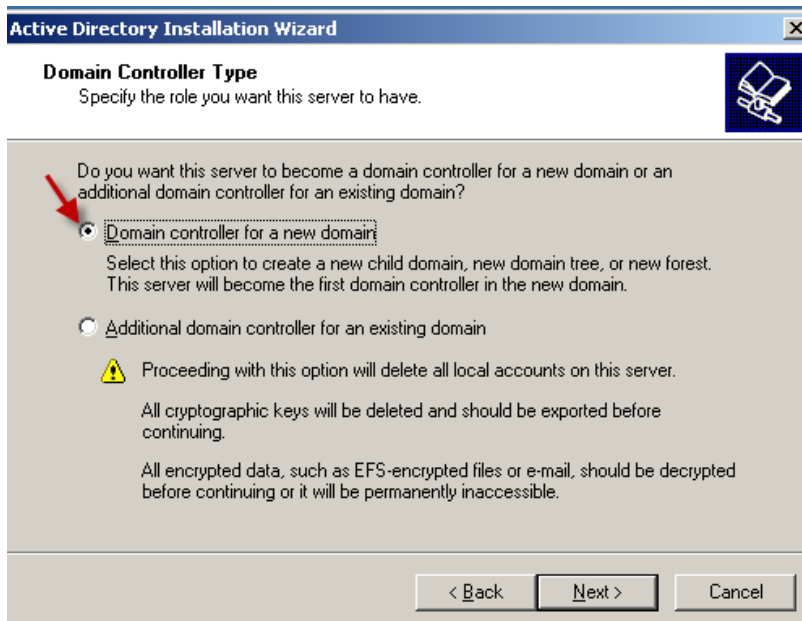 Active Directory Installation Wizard
Domain Controller Type
Specify the role you want this server to have.
Do you want this server to become a domain controller for a new domain or an
additional domain controller for an existing domain?
Domain controller for a new domain
Select this option to create a new child domain, new domain tree, or new forest.
This server will become the first domain controller in the new domain.
Additional domain controller for an existing domain
Proceeding with this option will delete all local accounts on this server.
All cryptographic keys will be deleted and should be exported before
continuing.
All encrypted data, such as EFS-encrypted files or e-mail, should be decrypted
before continuing or it will be permanently inaccessible.
< Back Next > Cancel